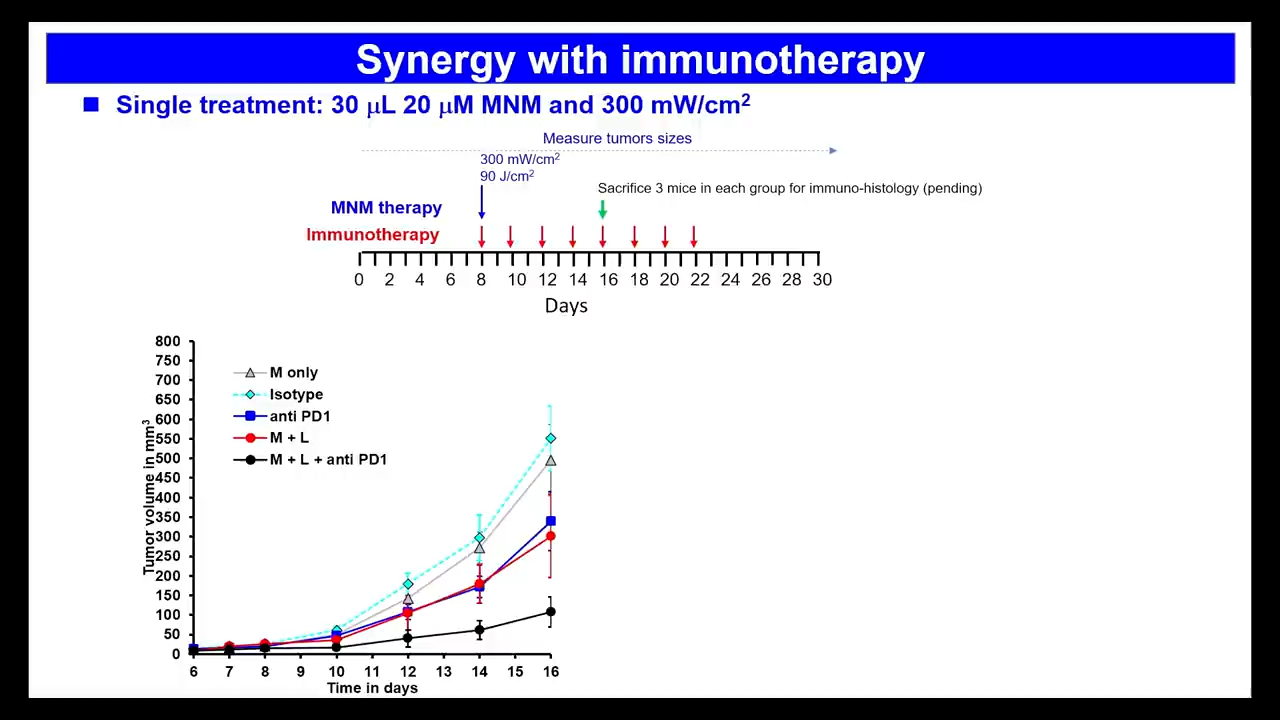 Synergy with immunotherapy
■ Single treatment: 30 μL 20 μM MNM and 300 mW/cm²
Measure tumors sizes
300 mW/cm²
90 J/cm²
Sacrifice 3 mice in each group for immuno-histology (pending)
MNM therapy
Immunotherapy
0 2 4 6 8 10 12 14 16 18 20 22 24 26 28 30
Days
800
750
700
650
600
550
500
450
400
350
300
250
200
150
100
50
0
Tumor volume in mm³
M only
Isotype
anti PD1
M + L
M + L + anti PD1
6 7 8 10 11 12 13 14 15 16
Time in days